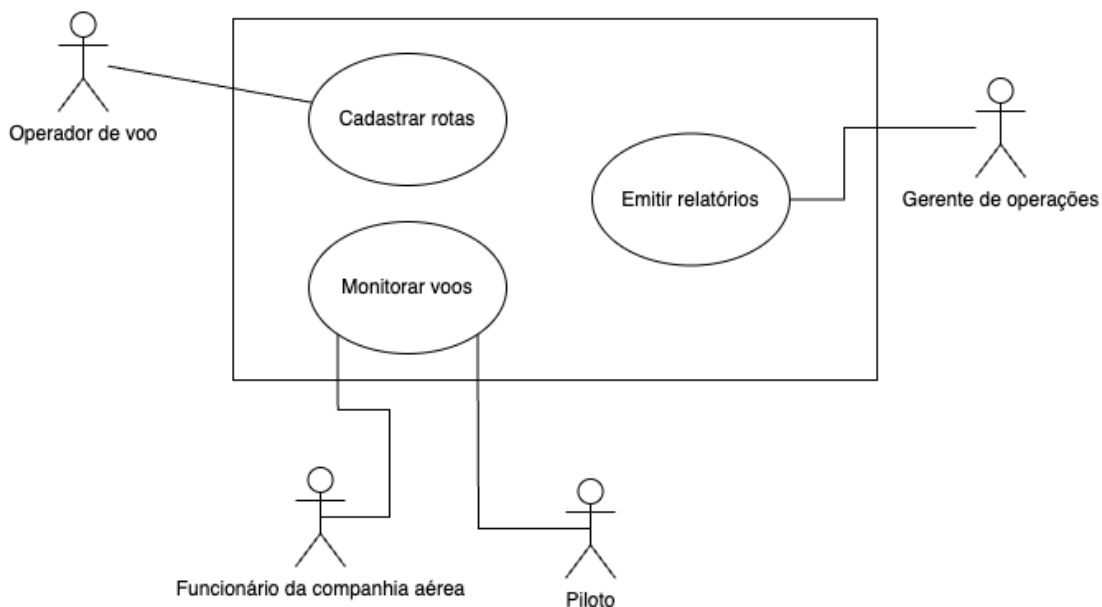 Operador de voo
Cadastrar rotas
Emitir relatórios
Gerente de operações
Monitorar voos
Funcionário da companhia aérea
Piloto